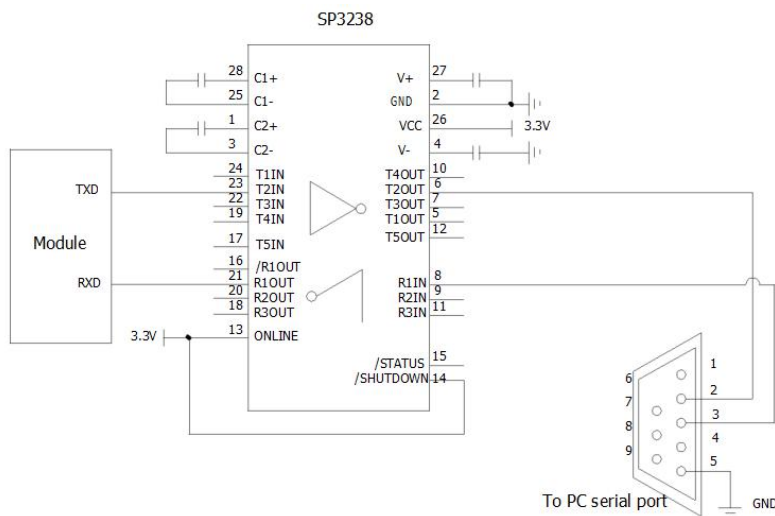 SP3238
28 C1+ V+ 27
25 C1- GND 2
1 C2+ VCC 26 3.3V
3 C2- V- 4
24 T1IN T4OUT 10
TXD 23 T2IN T2OUT 6
22 T3IN T3OUT 7
19 T4IN T1OUT 5
T5OUT 12
17 T5IN
Module
16 /R1OUT
RXD 21 R1OUT R1IN 8
20 R2OUT R2IN 9
18 R3OUT R3IN 11
3.3V 13 ONLINE
/STATUS 15
/SHUTDOWN 14
1
6
2
7
3
8
4
9
5
To PC serial port
GND